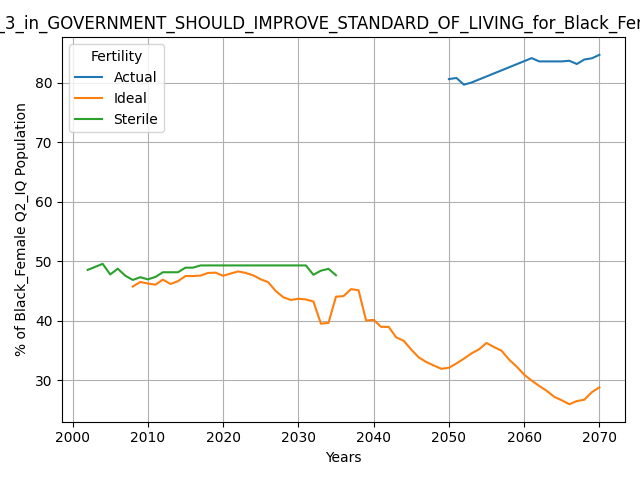 _3_in_GOVERNMENT_SHOULD_IMPROVE_STANDARD_OF_LIVING_for_Black_Fe
Fertility
Actual
Ideal
Sterile
% of Black_Female Q2_IQ Population
80
70
60
50
40
30
2000 2010 2020 2030 2040 2050 2060 2070
Years